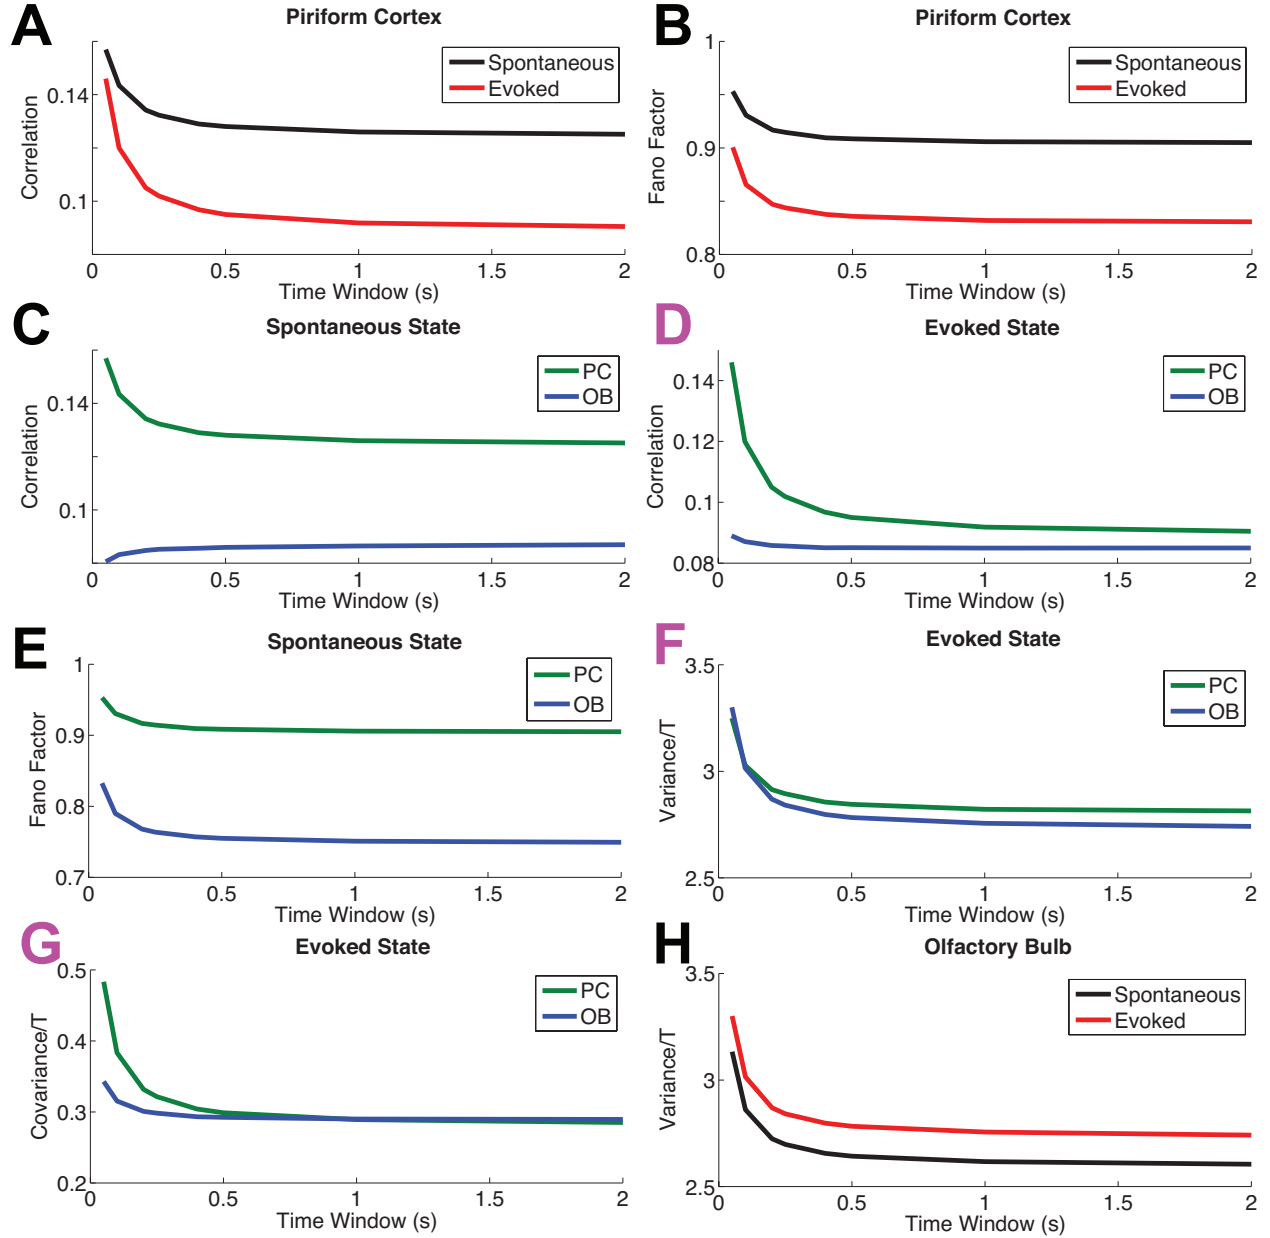 A
Piriform Cortex
Spontaneous
Evoked
0.14
0.1
Correlation
0 0.5 1 1.5 2
Time Window (s)
B
Piriform Cortex
Spontaneous
Evoked
1
0.9
0.8
Fano Factor
0 0.5 1 1.5 2
Time Window (s)
C
Spontaneous State
PC
OB
0.14
0.1
Correlation
0 0.5 1 1.5 2
Time Window (s)
D
Evoked State
PC
OB
0.14
0.12
0.1
0.08
Correlation
0 0.5 1 1.5 2
Time Window (s)
E
Spontaneous State
PC
OB
1
0.9
0.8
0.7
Fano Factor
0 0.5 1 1.5 2
Time Window (s)
F
Evoked State
PC
OB
3.5
3
2.5
Variance/T
0 0.5 1 1.5 2
Time Window (s)
G
Evoked State
PC
OB
0.5
0.4
0.3
0.2
Covariance/T
0 0.5 1 1.5 2
Time Window (s)
H
Olfactory Bulb
Spontaneous
Evoked
3.5
3
2.5
Variance/T
0 0.5 1 1.5 2
Time Window (s)